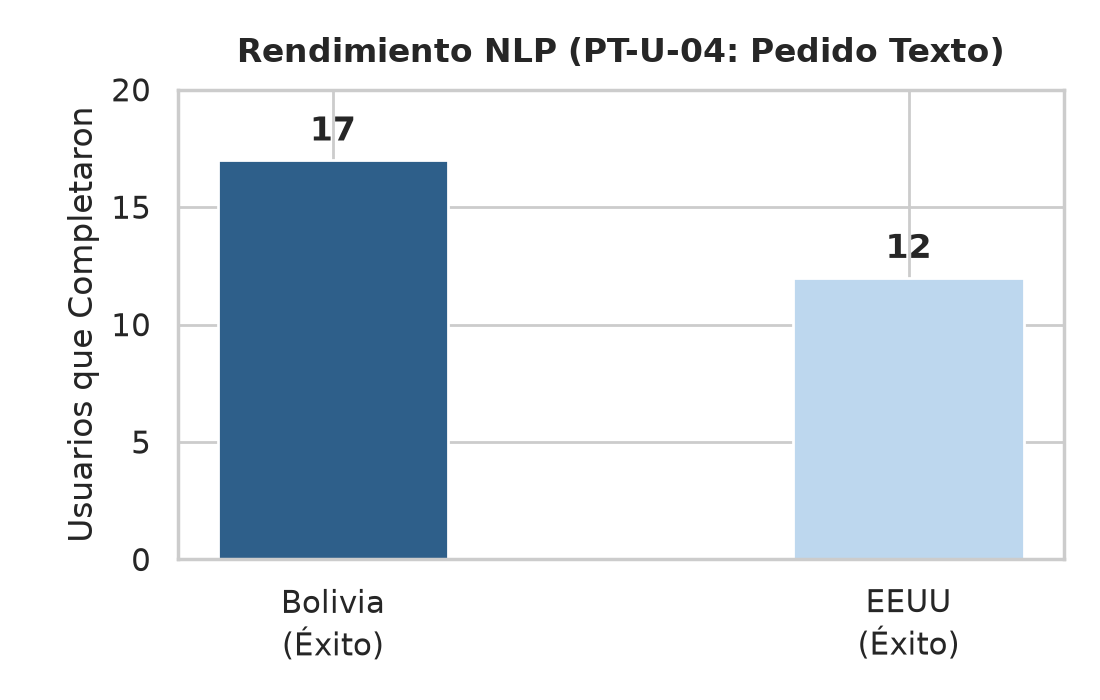 Rendimiento NLP (PT-U-04: Pedido Texto)
Usuarios que Completaron
20
15
10
5
0
17
12
Bolivia
(Éxito)
EEUU
(Éxito)